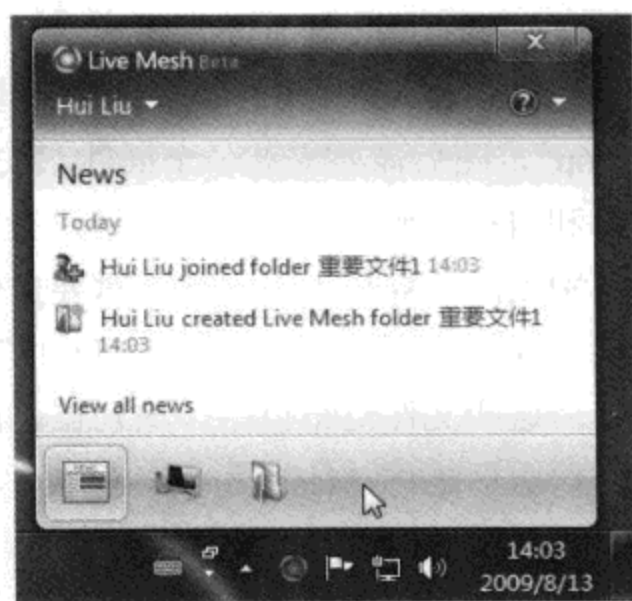 Live Mesh Beta
Hui Liu
News
Today
Hui Liu joined folder 重要文件1 14:03
Hui Liu created Live Mesh folder 重要文件1
14:03
View all news
14:03
2009/8/13